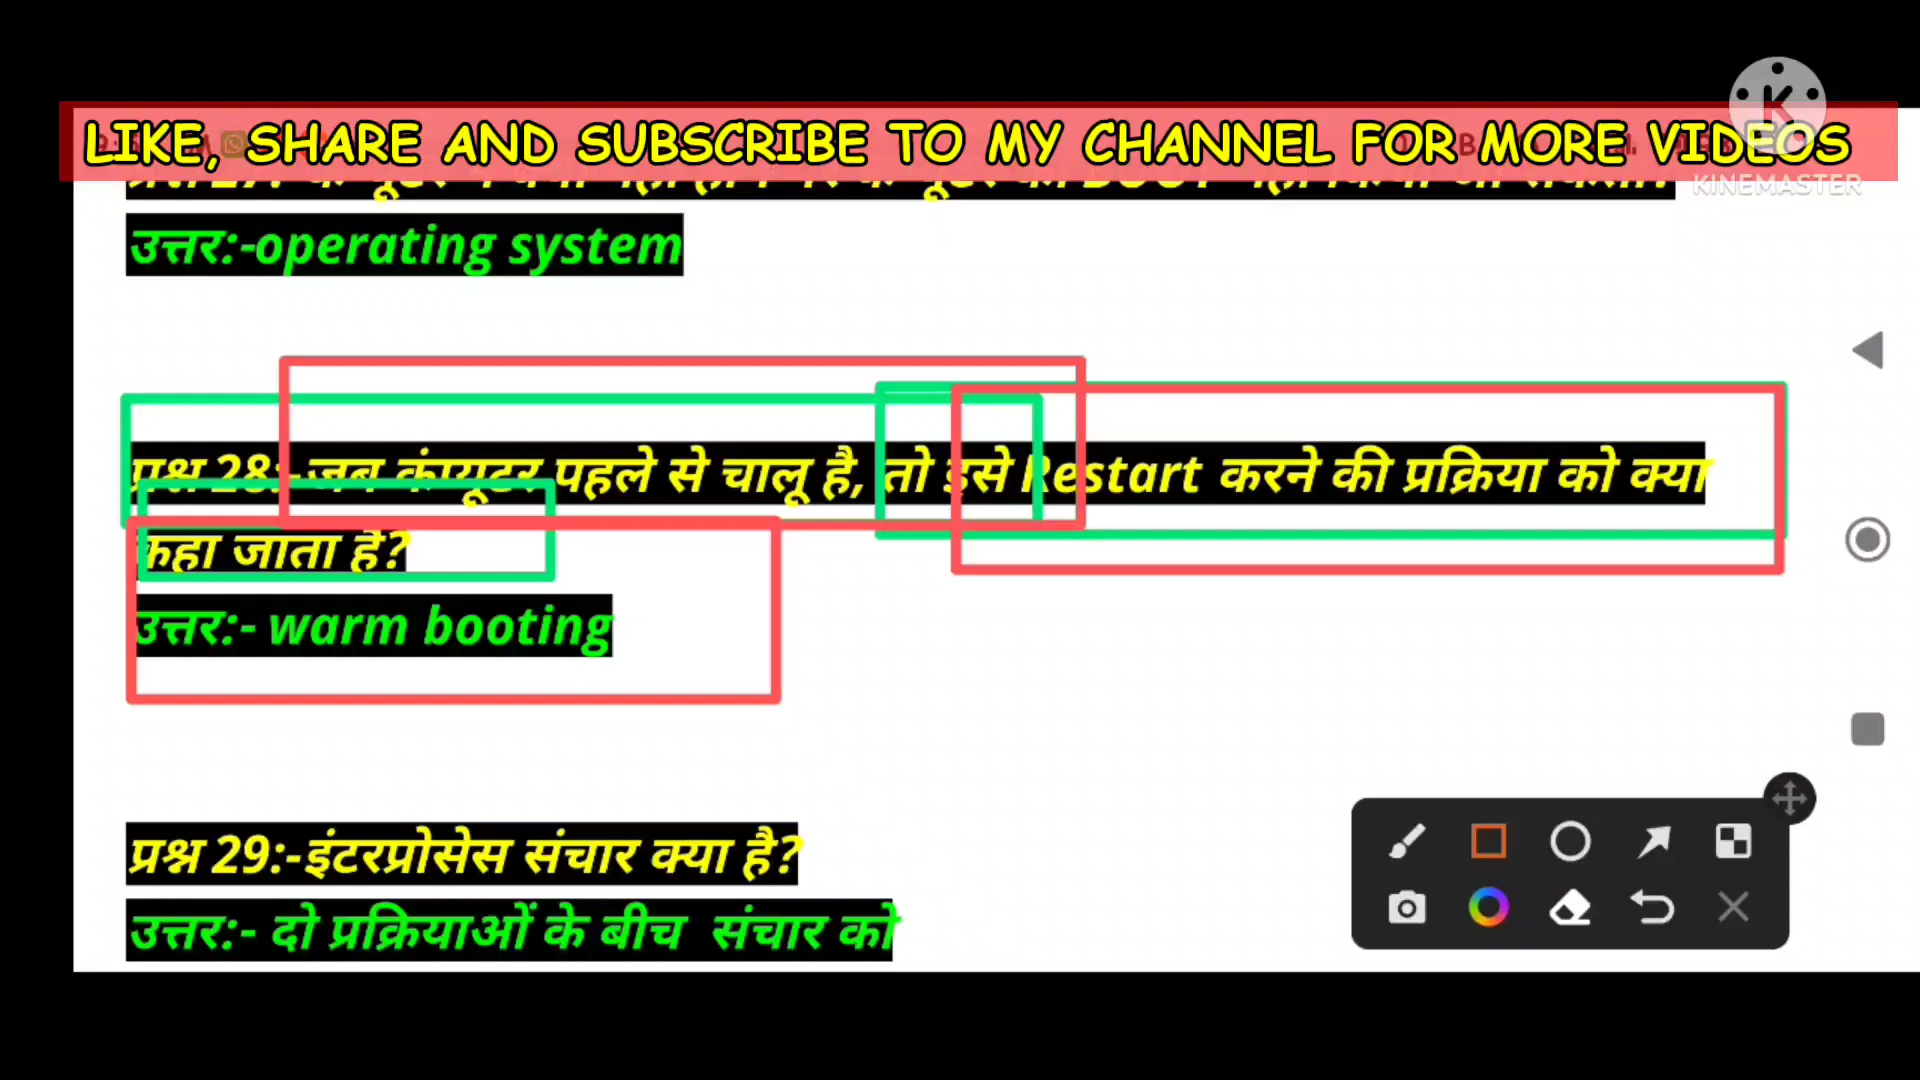 LIKE, SHARE AND SUBSCRIBE TO MY CHANNEL FOR MORE VIDEOS
KINEMASTER
उत्तर:-operating system
प्रश्न 28:-जब कंप्यूटर पहले से चालू है, तो इसे Restart करने की प्रक्रिया को क्या
कहा जाता है?
उत्तर:- warm booting
प्रश्न 29:-इंटरप्रोसेस संचार क्या है?
उत्तर:- दो प्रक्रियाओं के बीच संचार को